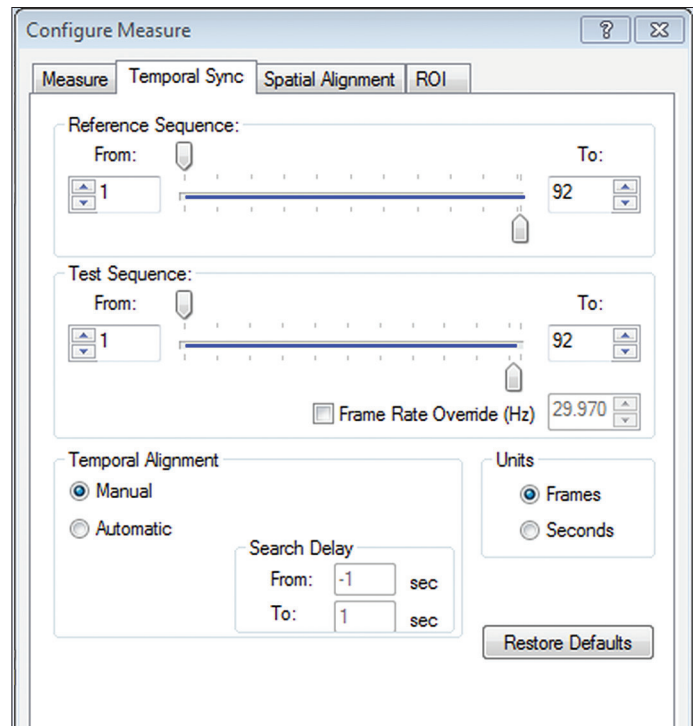 Configure Measure
Measure Temporal Sync Spatial Alignment ROI
Reference Sequence:
From: To:
1 92
Test Sequence:
From: To:
1 92
Frame Rate Override (Hz) 29.970
Temporal Alignment
Manual
Automatic
Search Delay
From: -1 sec
To: 1 sec
Units
Frames
Seconds
Restore Defaults